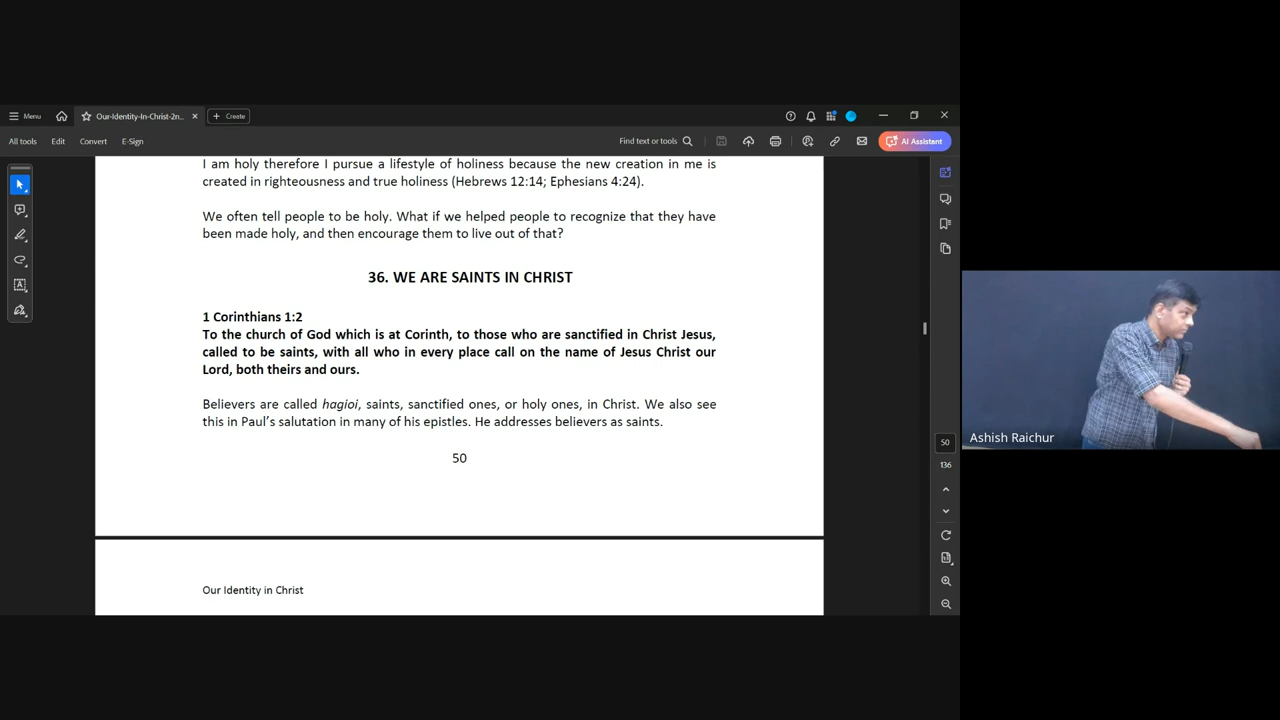 Menu
Our-Identity-In-Christ-2n...
Create
All tools
Edit
Convert
E-Sign
Find text or tools
AI Assistant
I am holy therefore I pursue a lifestyle of holiness because the new creation in me is
created in righteousness and true holiness (Hebrews 12:14; Ephesians 4:24).
We often tell people to be holy. What if we helped people to recognize that they have
been made holy, and then encourage them to live out of that?
36. WE ARE SAINTS IN CHRIST
1 Corinthians 1:2
To the church of God which is at Corinth, to those who are sanctified in Christ Jesus,
called to be saints, with all who in every place call on the name of Jesus Christ our
Lord, both theirs and ours.
Believers are called hagioi, saints, sanctified ones, or holy ones, in Christ. We also see
this in Paul's salutation in many of his epistles. He addresses believers as saints.
50
Our Identity in Christ
50
136
Ashish Raichur